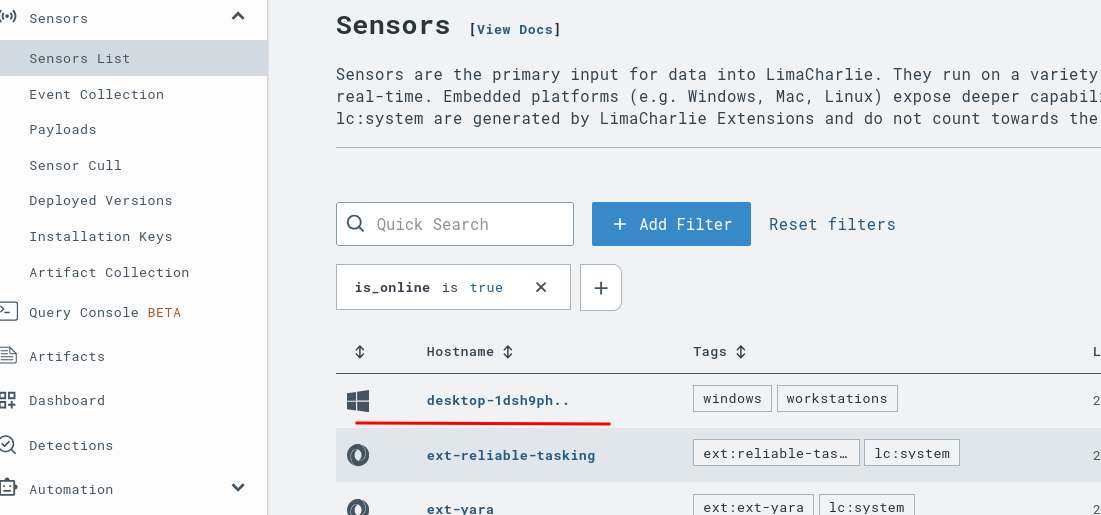 Sensors
Sensors List
Event Collection
Payloads
Sensor Cull
Deployed Versions
Installation Keys
Artifact Collection
Query Console BETA
Artifacts
Dashboard
Detections
Automation
Sensors [View Docs]
Sensors are the primary input for data into LimaCharlie. They run on a variety
real-time. Embedded platforms (e.g. Windows, Mac, Linux) expose deeper capabil
lc:system are generated by LimaCharlie Extensions and do not count towards the
Quick Search + Add Filter Reset filters
is_online is true × +
Hostname Tags L
desktop-1dsh9ph.. windows workstations 2
ext-reliable-tasking ext:reliable-tas… lc:system 2
ext-yara ext:ext-yara lc:system 2